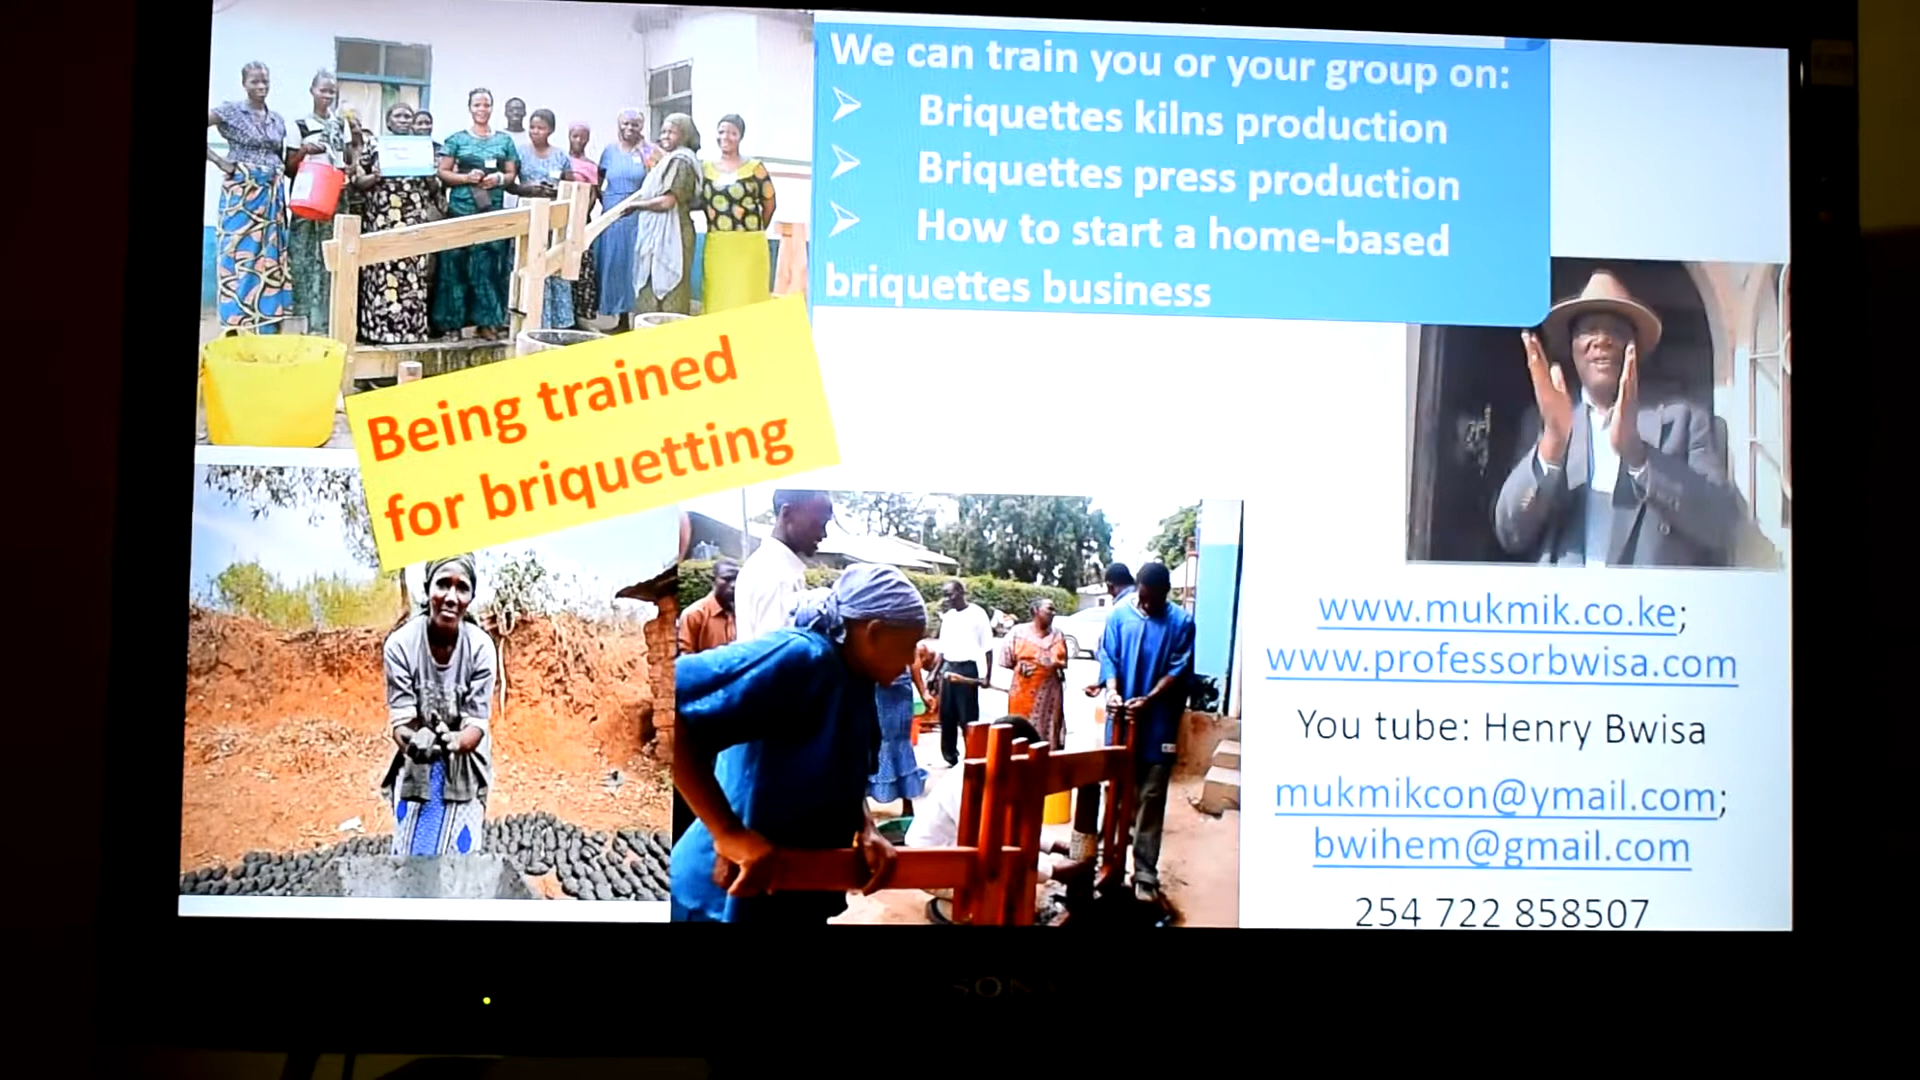 We can train you or your group on:
➢ Briquettes kilns production
➢ Briquettes press production
➢ How to start a home-based
briquettes business
Being trained
for briquetting
www.mukmik.co.ke;
www.professorbwisa.com
You tube: Henry Bwisa
mukmikcon@ymail.com;
bwihem@gmail.com
254 722 858507
SONY